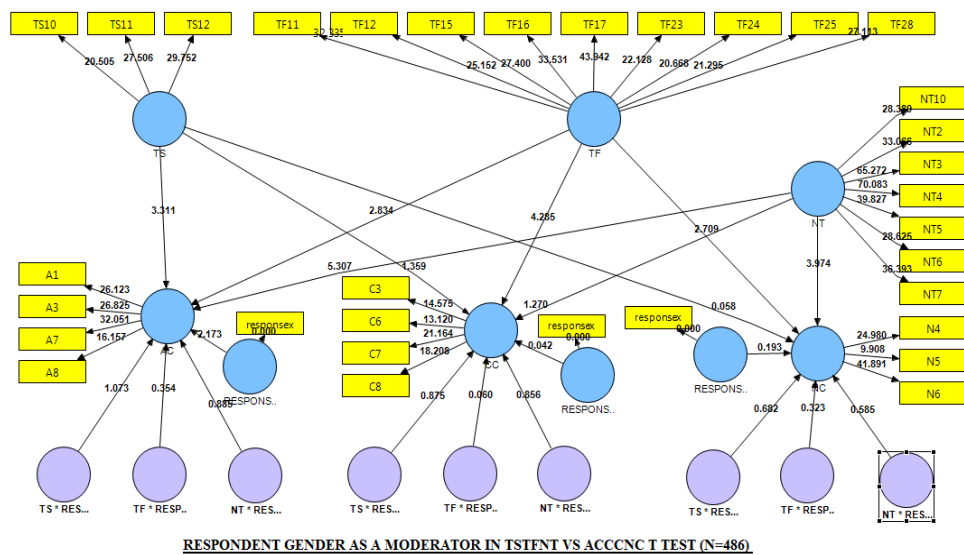 TS10 TS11 TS12 TF11 TF12 TF15 TF16 TF17 TF23 TF24 TF25 TF28
20.505 27.506 29.752 25.152 27.400 33.531 43.942 22.128 20.668 21.295 27.113
TS TF NT
NT10
28.380
NT2
33.066
NT3
65.272
NT4
70.083
NT5
39.827
NT6
28.625
NT7
36.393
3.311 2.834 4.285 2.709 3.974
5.307 1.359 1.270 0.058
A1
26.123
A3
26.825
A7
32.051
A8
16.157
AC
2.173
responsex
0.000
RESPONS..
C3
14.575
C6
13.120
C7
21.164
C8
18.208
CC
0.042
responsex
0.000
RESPONS..
responsex
0.000
RESPONS..
0.193
N4
24.980
N5
9.908
N6
41.891
1.073 0.354 0.885 0.875 0.060 0.856 0.682 0.323 0.585
TS * RES... TF * RESP.. NT * RES... TS * RES... TF * RESP.. NT * RES... TS * RES... TF * RESP.. NT * RES...
RESPONDENT GENDER AS A MODERATOR IN TSTFNT VS ACCCNC T TEST (N=486)